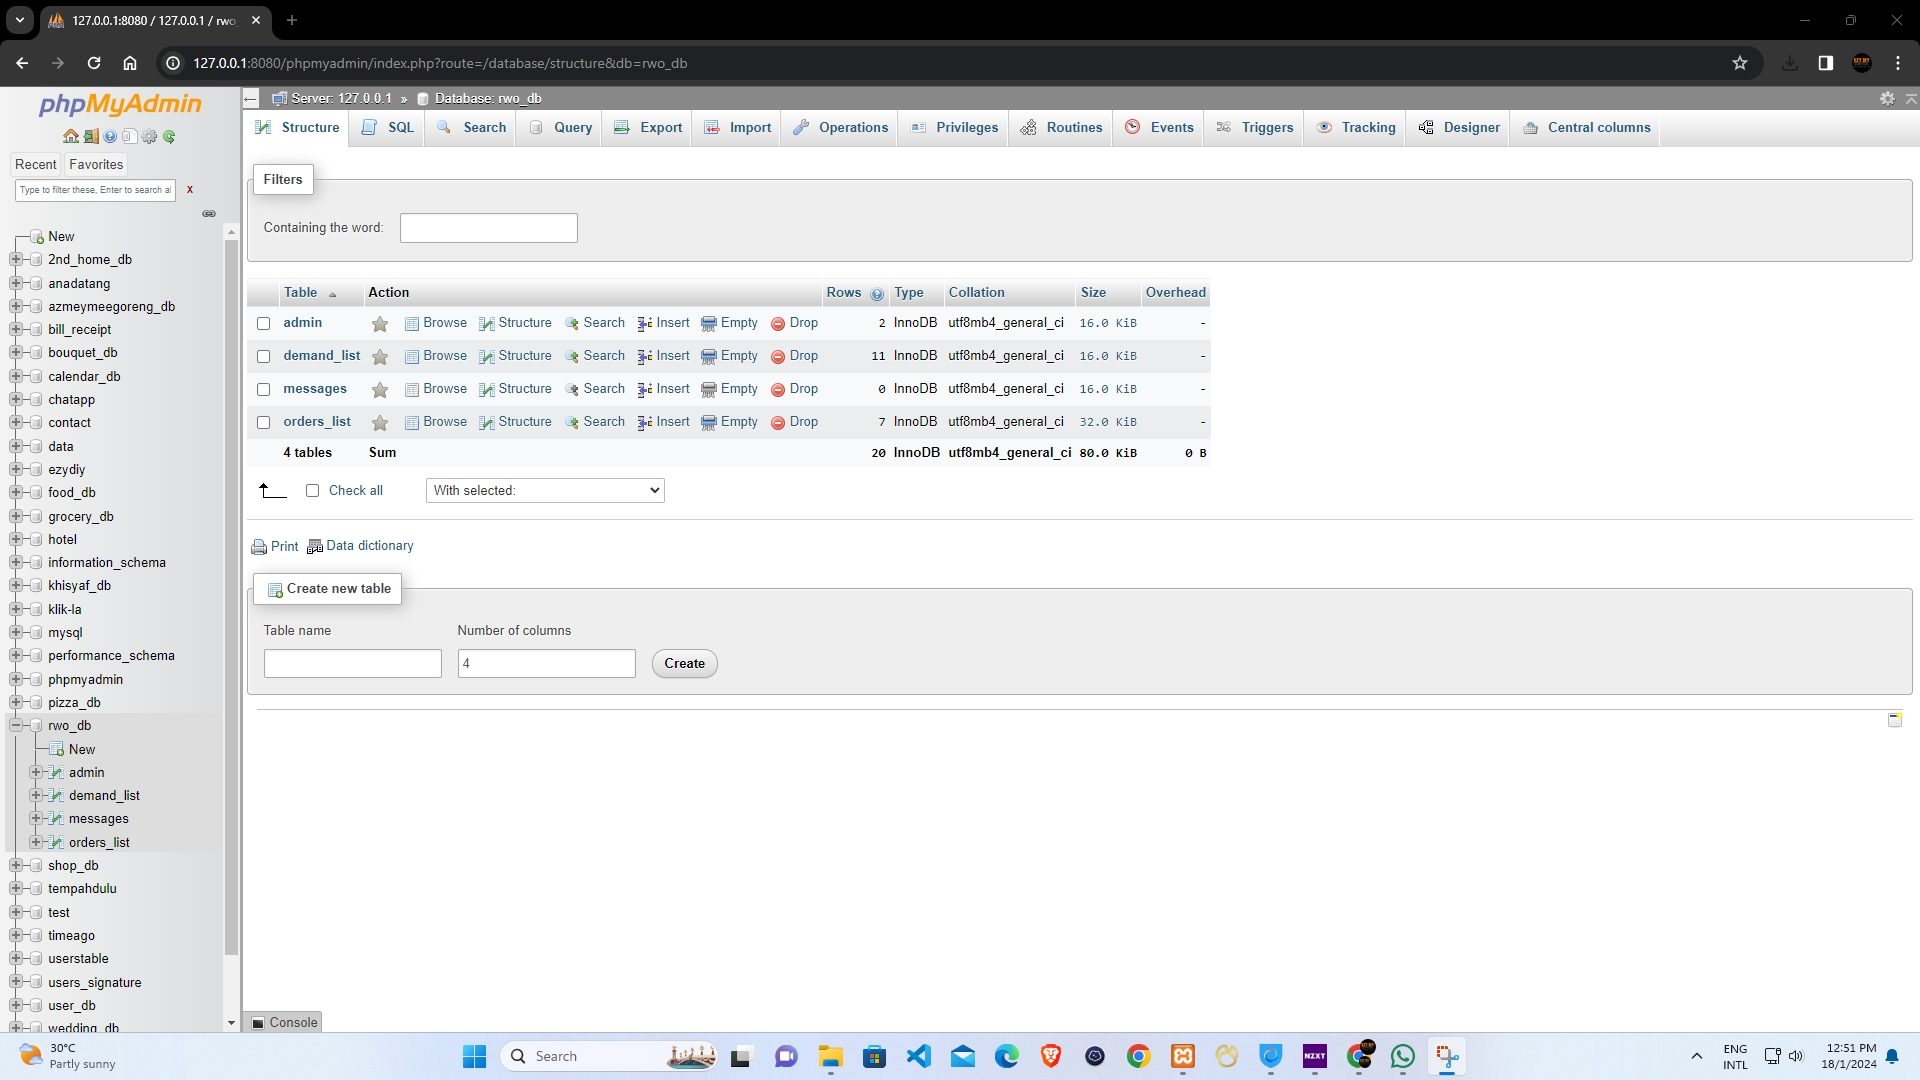 127.0.0.1:8080 / 127.0.0.1 / rwo
127.0.0.1:8080/phpmyadmin/index.php?route=/database/structure&db=rwo_db
phpMyAdmin
Recent Favorites
Type to filter these, Enter to search al X
New
2nd_home_db
anadatang
azmeymeegoreng_db
bill_receipt
bouquet_db
calendar_db
chatapp
contact
data
ezydiy
food_db
grocery_db
hotel
information_schema
khisyaf_db
klik-la
mysql
performance_schema
phpmyadmin
pizza_db
rwo_db
New
admin
demand_list
messages
orders_list
shop_db
tempahdulu
test
timeago
userstable
users_signature
user_db
wedding_db
Server: 127.0.0.1 » Database: rwo_db
Structure SQL Search Query Export Import Operations Privileges Routines Events Triggers Tracking Designer Central columns
Filters
Containing the word:
Table Action Rows Type Collation Size Overhead
admin Browse Structure Search Insert Empty Drop 2 InnoDB utf8mb4_general_ci 16.0 KiB -
demand_list Browse Structure Search Insert Empty Drop 11 InnoDB utf8mb4_general_ci 16.0 KiB -
messages Browse Structure Search Insert Empty Drop 0 InnoDB utf8mb4_general_ci 16.0 KiB -
orders_list Browse Structure Search Insert Empty Drop 7 InnoDB utf8mb4_general_ci 32.0 KiB -
4 tables Sum 20 InnoDB utf8mb4_general_ci 80.0 KiB 0 B
Check all With selected:
Print Data dictionary
Create new table
Table name Number of columns
4 Create
Console
30°C
Partly sunny
Search
NZXT
ENG
INTL
12:51 PM
18/1/2024